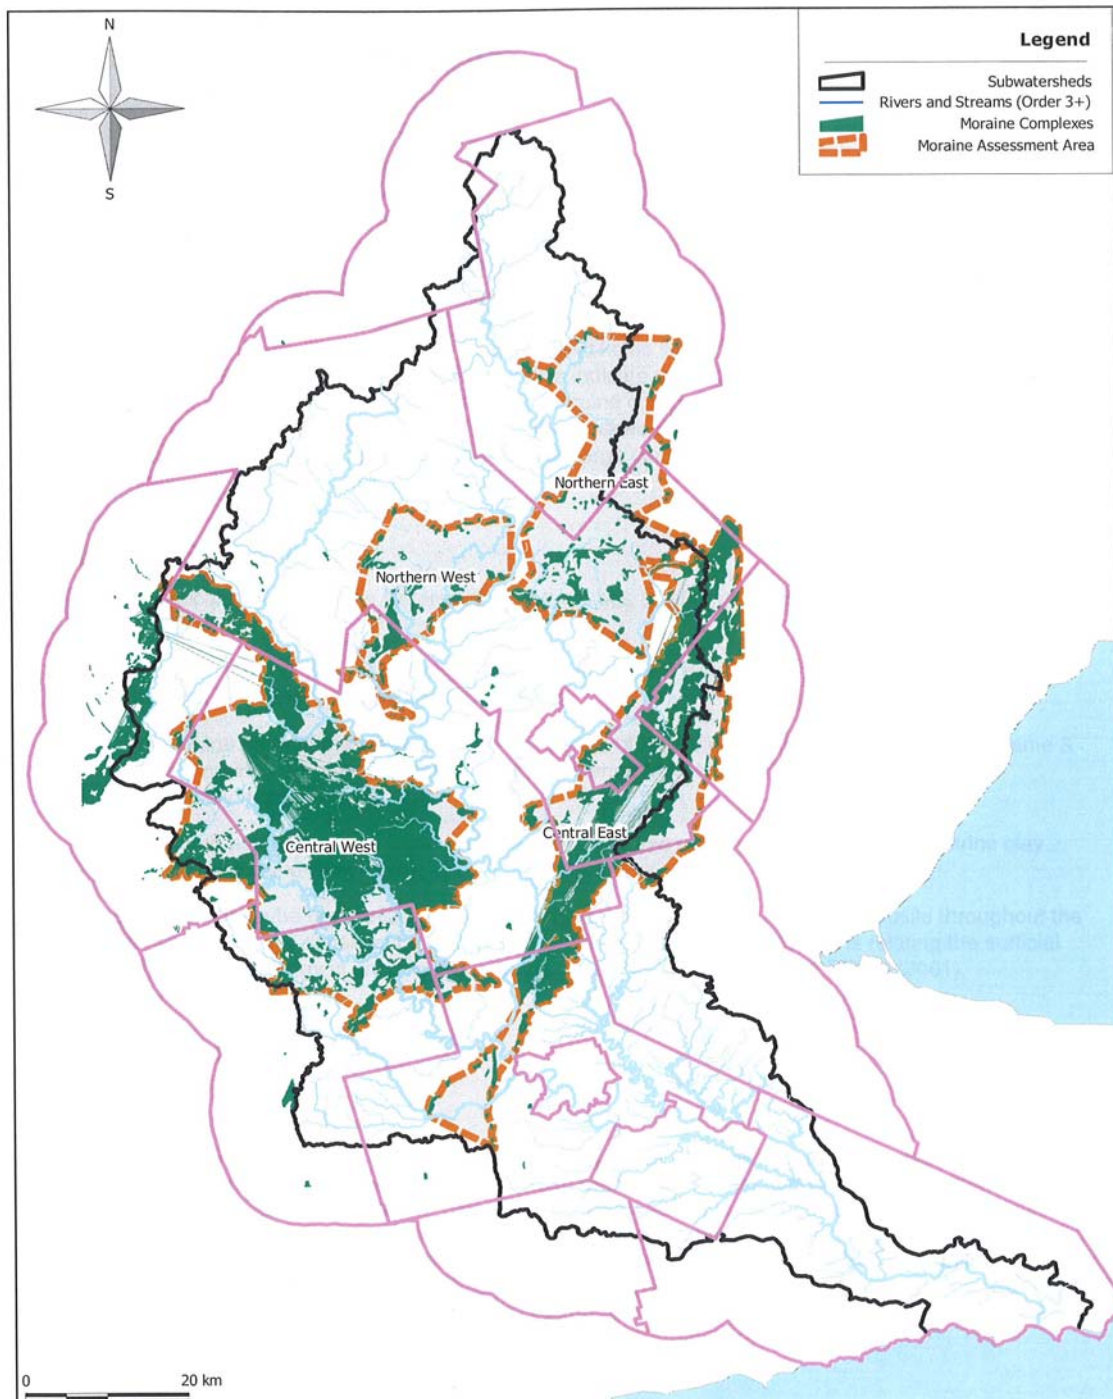 N
S
Legend
Subwatersheds
Rivers and Streams (Order 3+)
Moraine Complexes
Moraine Assessment Area
Northern East
Northern West
Central East
Central West
0 20 km